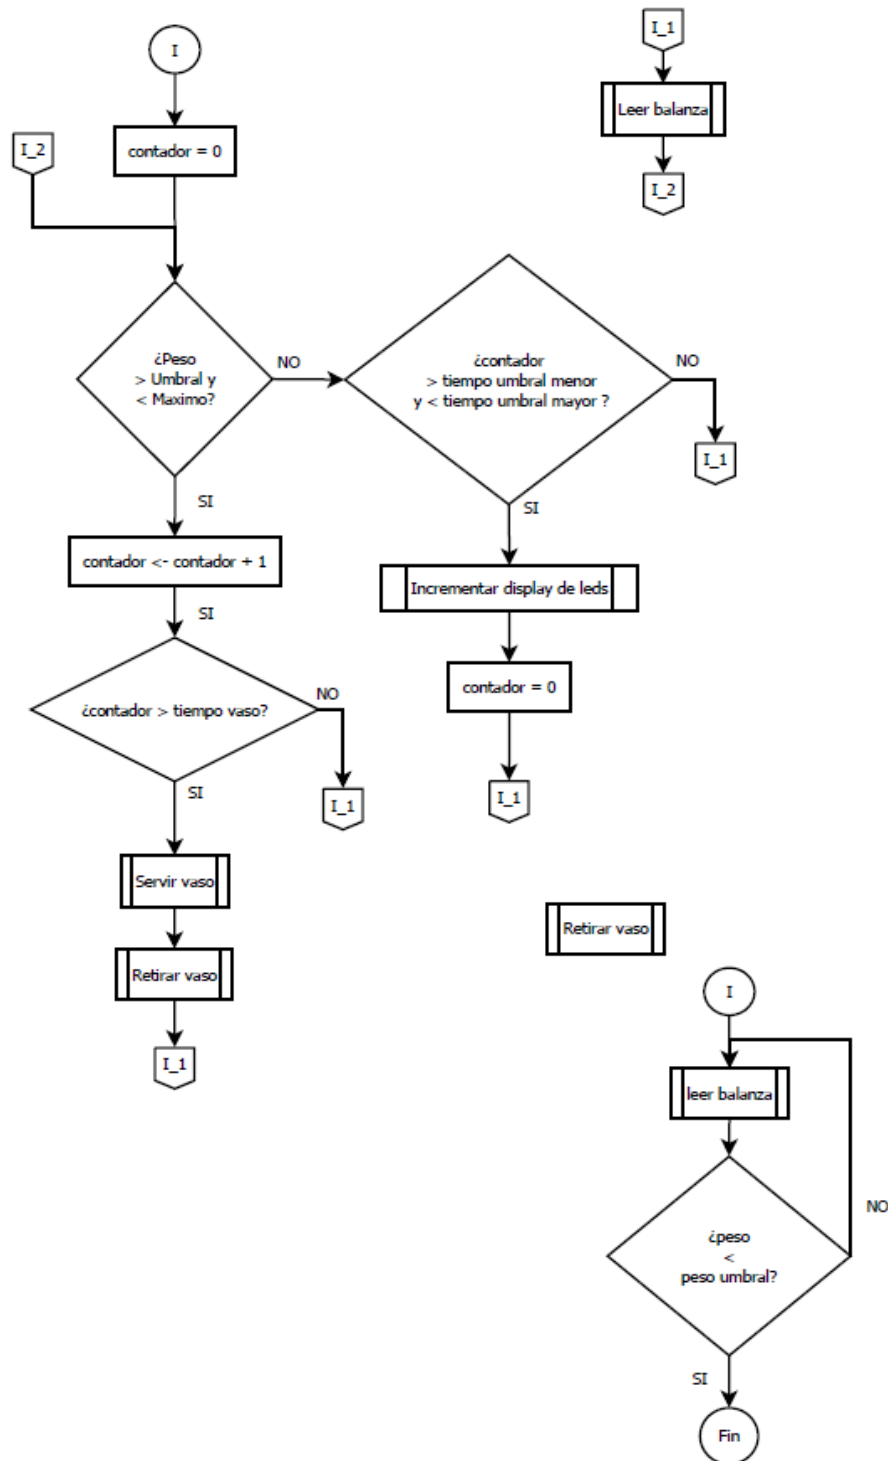 I
contador = 0
I_2
I_1
Leer balanza
I_2
¿Peso
> Umbral y
< Maximo?
NO
SI
¿contador
> tiempo umbral menor
y < tiempo umbral mayor ?
NO
I_1
SI
contador <- contador + 1
SI
Incrementar display de leds
contador = 0
I_1
¿contador > tiempo vaso?
NO
I_1
SI
Servir vaso
Retirar vaso
I_1
Retirar vaso
I
leer balanza
¿peso
<
peso umbral?
NO
SI
Fin